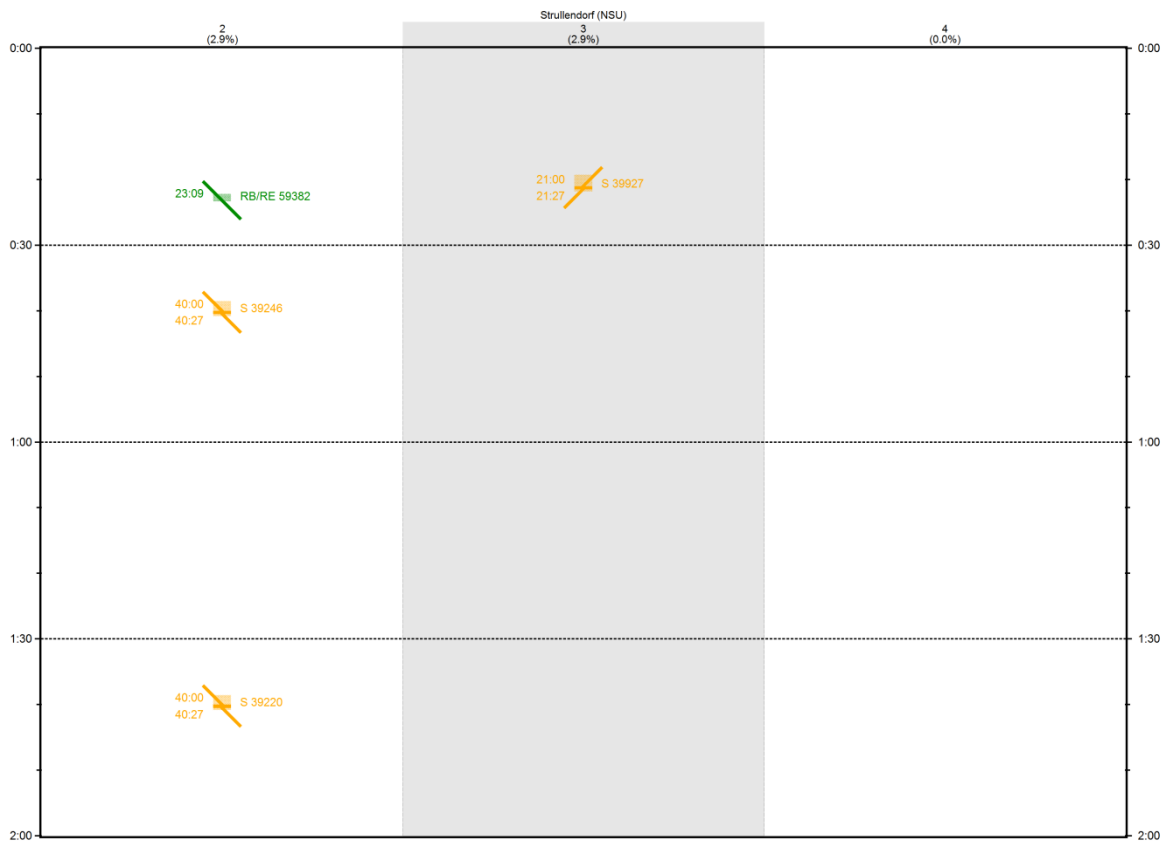 Strullendorf (NSU)
2 3 4
(2.9%) (2.9%) (0.0%)
0:00 0:00
21:00 S 39927
23:09 RB/RE 59382 21:27
0:30 0:30
40:00 S 39246
40:27
1:00 1:00
1:30 1:30
40:00 S 39220
40:27
2:00 2:00